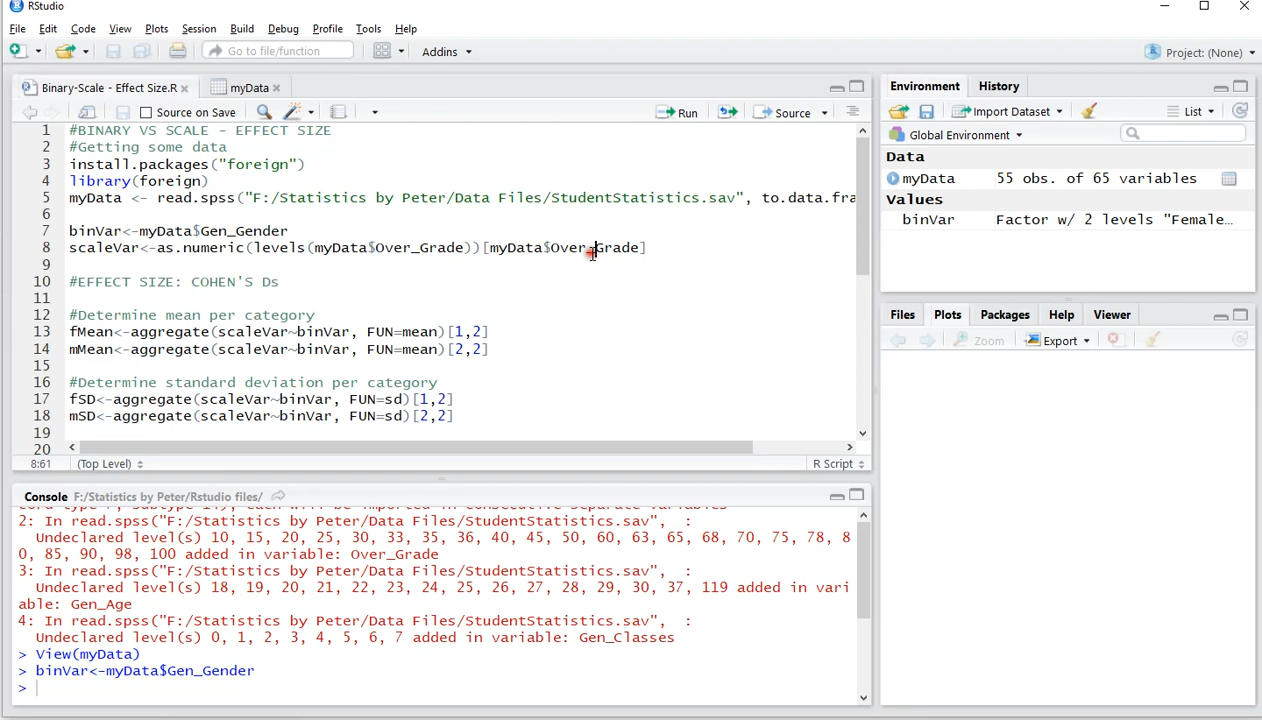 RStudio
File Edit Code View Plots Session Build Debug Profile Tools Help
Go to file/function Addins Project: (None)
Binary-Scale - Effect Size.R myData
Source on Save Run Source
1 #BINARY VS SCALE - EFFECT SIZE
2 #Getting some data
3 install.packages("foreign")
4 library(foreign)
5 myData <- read.spss("F:/Statistics by Peter/Data Files/StudentStatistics.sav", to.data.fra
6
7 binVar<-myData$Gen_Gender
8 scaleVar<-as.numeric(levels(myData$Over_Grade))[myData$Over_Grade]
9
10 #EFFECT SIZE: COHEN'S Ds
11
12 #Determine mean per category
13 fMean<-aggregate(scaleVar~binVar, FUN=mean)[1,2]
14 mMean<-aggregate(scaleVar~binVar, FUN=mean)[2,2]
15
16 #Determine standard deviation per category
17 fSD<-aggregate(scaleVar~binVar, FUN=sd)[1,2]
18 mSD<-aggregate(scaleVar~binVar, FUN=sd)[2,2]
19
20
8:61 (Top Level) R Script
Console F:/Statistics by Peter/Rstudio files/
2: In read.spss("F:/Statistics by Peter/Data Files/StudentStatistics.sav", :
Undeclared level(s) 10, 15, 20, 25, 30, 33, 35, 36, 40, 45, 50, 60, 63, 65, 68, 70, 75, 78, 8
0, 85, 90, 98, 100 added in variable: Over_Grade
3: In read.spss("F:/Statistics by Peter/Data Files/StudentStatistics.sav", :
Undeclared level(s) 18, 19, 20, 21, 22, 23, 24, 25, 26, 27, 28, 29, 30, 37, 119 added in vari
able: Gen_Age
4: In read.spss("F:/Statistics by Peter/Data Files/StudentStatistics.sav", :
Undeclared level(s) 0, 1, 2, 3, 4, 5, 6, 7 added in variable: Gen_Classes
> View(myData)
> binVar<-myData$Gen_Gender
>
Environment History
Import Dataset List
Global Environment
Data
myData 55 obs. of 65 variables
Values
binVar Factor w/ 2 levels "Female…
Files Plots Packages Help Viewer
Zoom Export